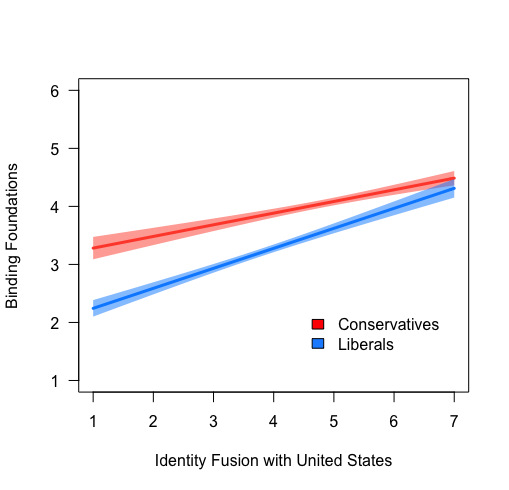 Binding Foundations
6
5
4
3
2
1
Conservatives
Liberals
1 2 3 4 5 6 7
Identity Fusion with United States